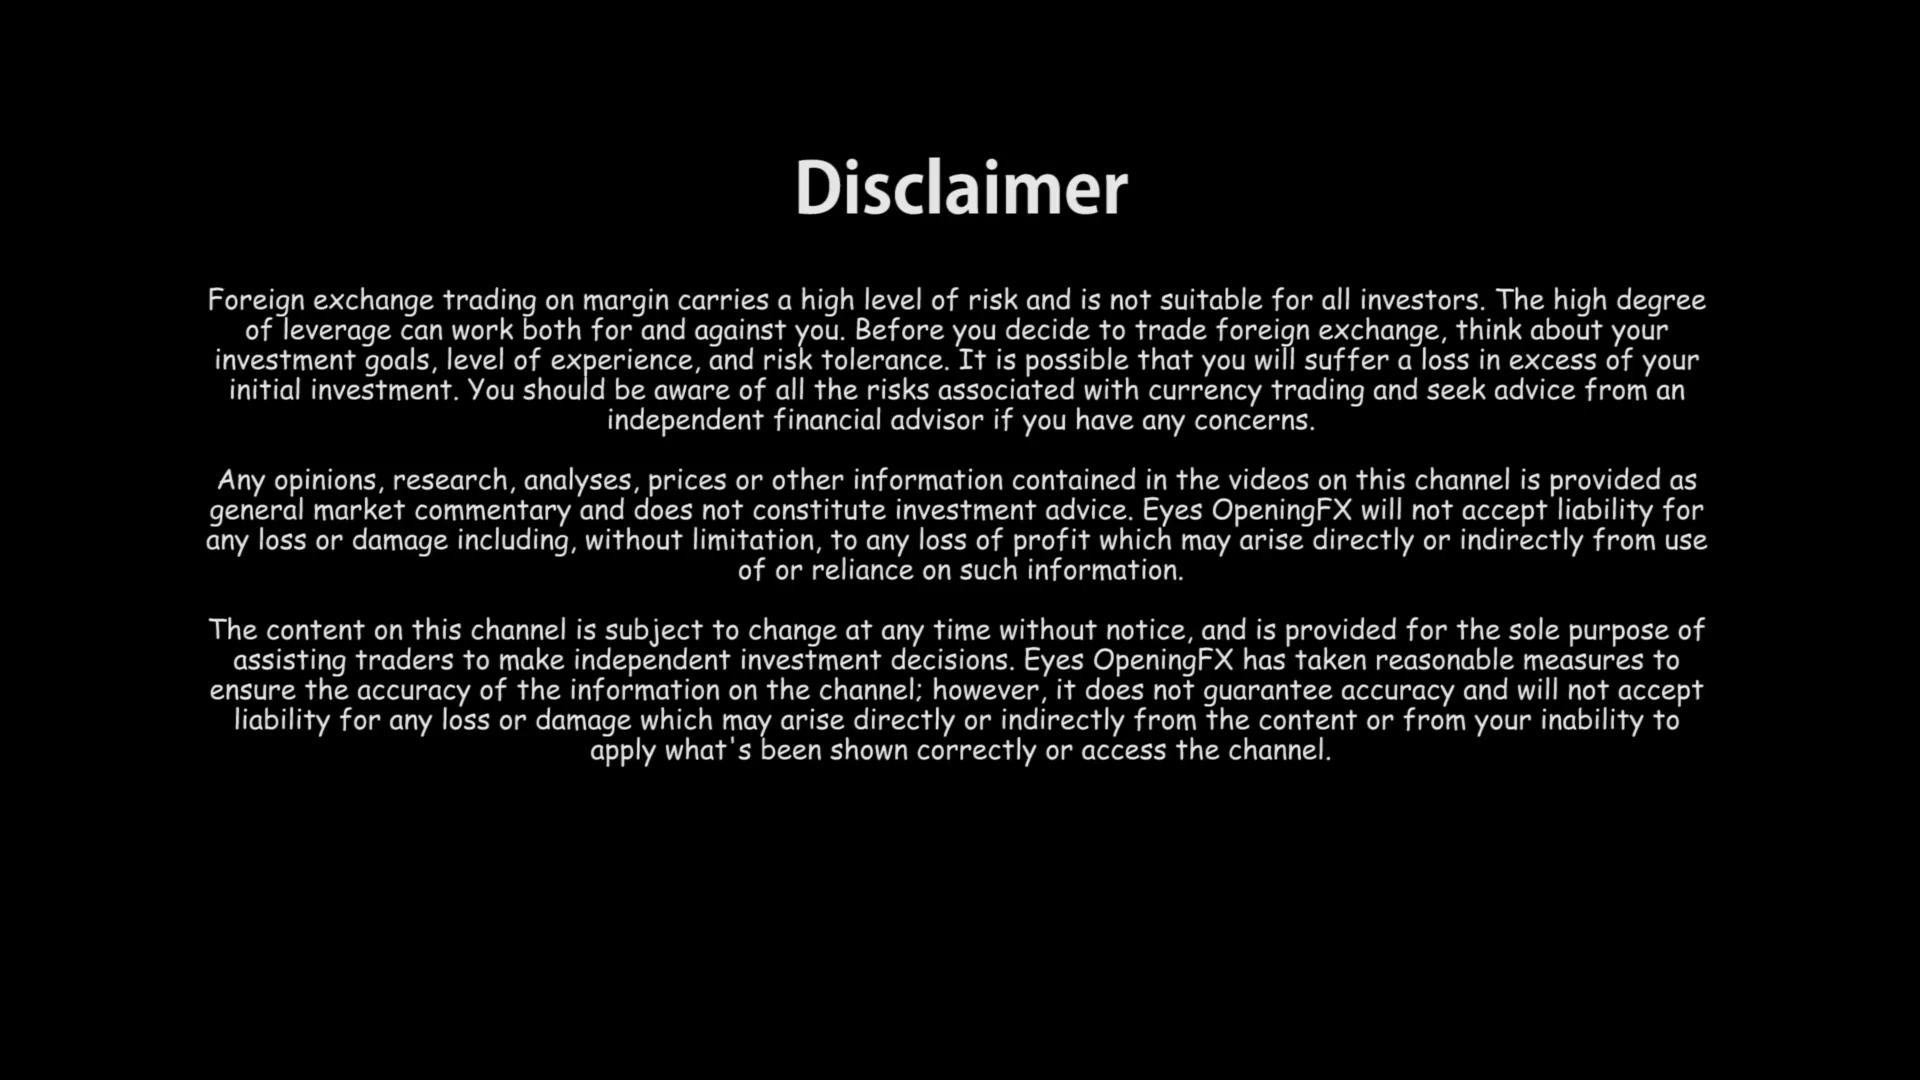 Disclaimer
Foreign exchange trading on margin carries a high level of risk and is not suitable for all investors. The high degree
of leverage can work both for and against you. Before you decide to trade foreign exchange, think about your
investment goals, level of experience, and risk tolerance. It is possible that you will suffer a loss in excess of your
initial investment. You should be aware of all the risks associated with currency trading and seek advice from an
independent financial advisor if you have any concerns.
Any opinions, research, analyses, prices or other information contained in the videos on this channel is provided as
general market commentary and does not constitute investment advice. Eyes OpeningFX will not accept liability for
any loss or damage including, without limitation, to any loss of profit which may arise directly or indirectly from use
of or reliance on such information.
The content on this channel is subject to change at any time without notice, and is provided for the sole purpose of
assisting traders to make independent investment decisions. Eyes OpeningFX has taken reasonable measures to
ensure the accuracy of the information on the channel; however, it does not guarantee accuracy and will not accept
liability for any loss or damage which may arise directly or indirectly from the content or from your inability to
apply what's been shown correctly or access the channel.